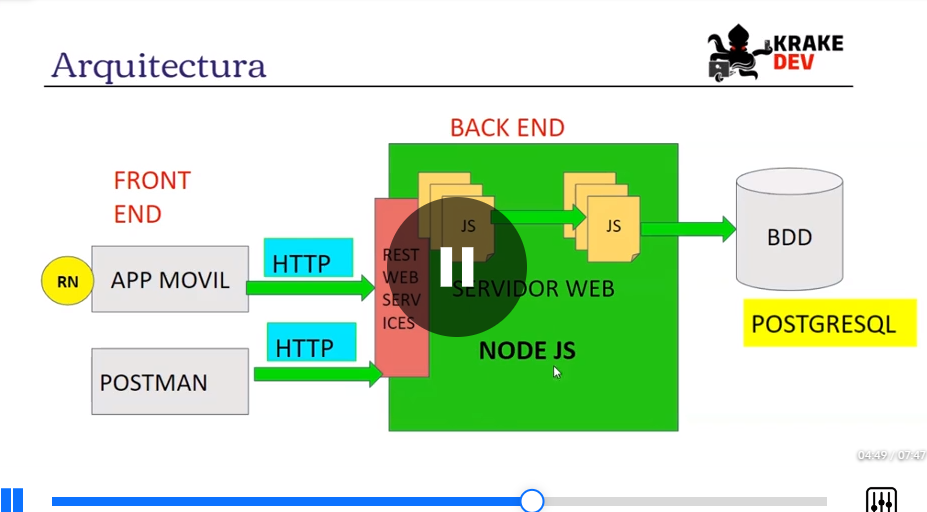 Arquitectura
KRAKE
DEV
BACK END
FRONT
END
RN
APP MOVIL
HTTP
POSTMAN
HTTP
REST
WEB
SERV
ICES
JS
JS
SERVIDOR WEB
NODE JS
BDD
POSTGRESQL
04:49 / 07:47